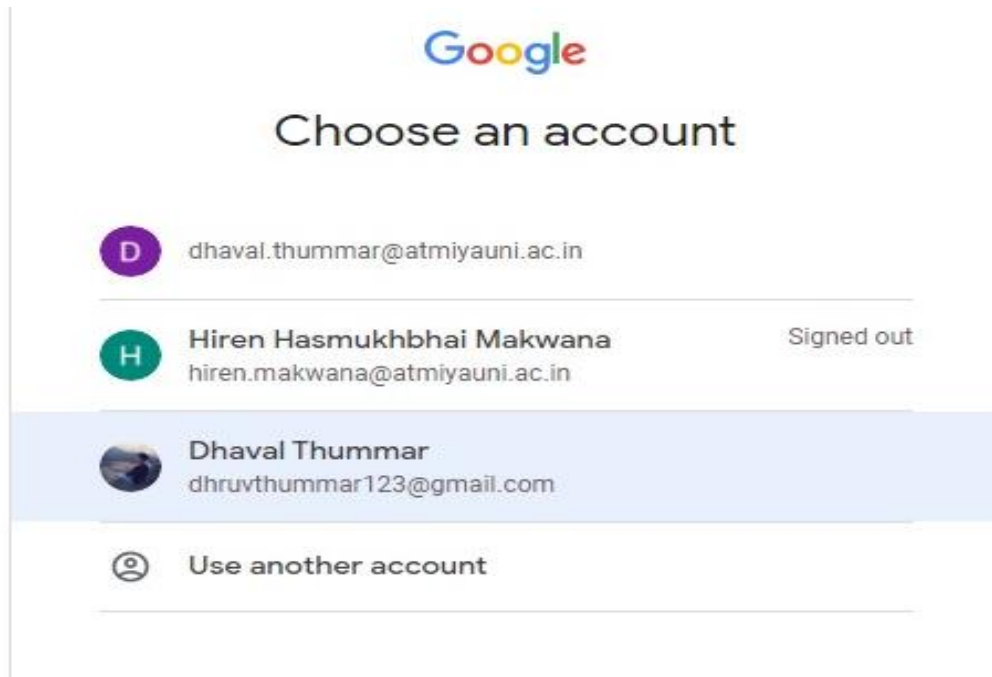 Google
Choose an account
D
dhaval.thummar@atmiyauni.ac.in
H
Hiren Hasmukhbhai Makwana
Signed out
hiren.makwana@atmiyauni.ac.in
Dhaval Thummar
dhruvthummar123@gmail.com
Use another account